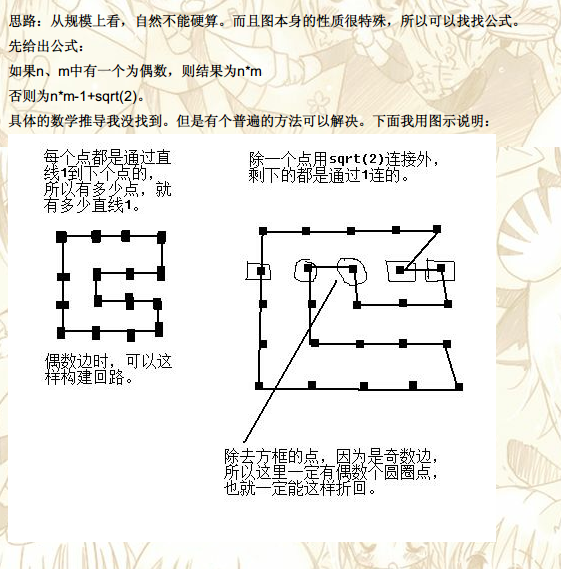 思路：从规模上看，自然不能硬算。而且图本身的性质很特殊，所以可以找找公式。
先给出公式：
如果n、m中有一个为偶数，则结果为n*m
否则为n*m-1+sqrt(2)。
具体的数学推导我没找到。但是有个普遍的方法可以解决。下面我用图示说明：
每个点都是通过直
线1到下个点的，
所以有多少点，就
有多少直线1。
除一个点用sqrt(2)连接外，
剩下的都是通过1连的。
偶数边时，可以这
样构建回路。
除去方框的点，因为是奇数边，
所以这里一定有偶数个圆圈点，
也就一定能这样折回。